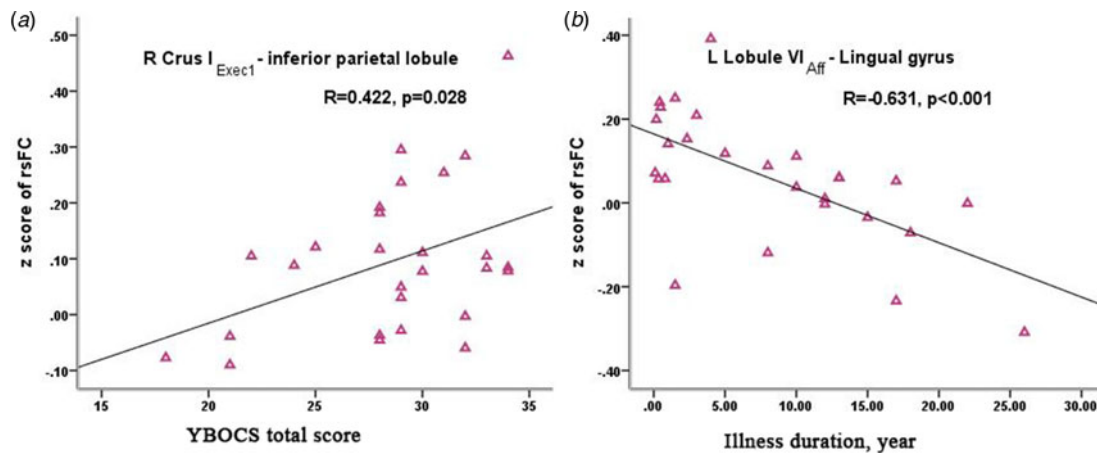 (a)
R Crus I Exec1 - inferior parietal lobule
R=0.422, p=0.028
z score of rsFC
.50
.40
.30
.20
.10
.00
-.10
15 20 25 30 35
YBOCS total score
(b)
L Lobule VI Aff - Lingual gyrus
R=-0.631, p<0.001
z score of rsFC
.40
.20
.00
-.20
-.40
.00 5.00 10.00 15.00 20.00 25.00 30.00
Illness duration, year